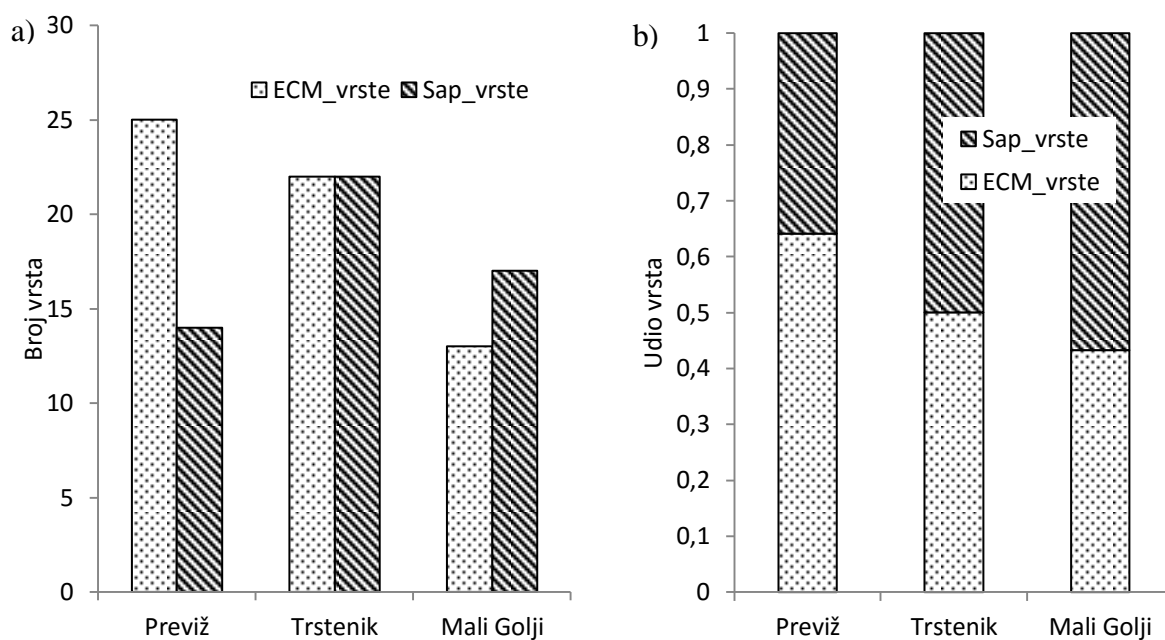 a)
30
25
20
15
10
5
0
Broj vrsta
ECM_vrste Sap_vrste
Previž Trstenik Mali Golji
b)
1
0,9
0,8
0,7
0,6
0,5
0,4
0,3
0,2
0,1
0
Udio vrsta
Sap_vrste
ECM_vrste
Previž Trstenik Mali Golji